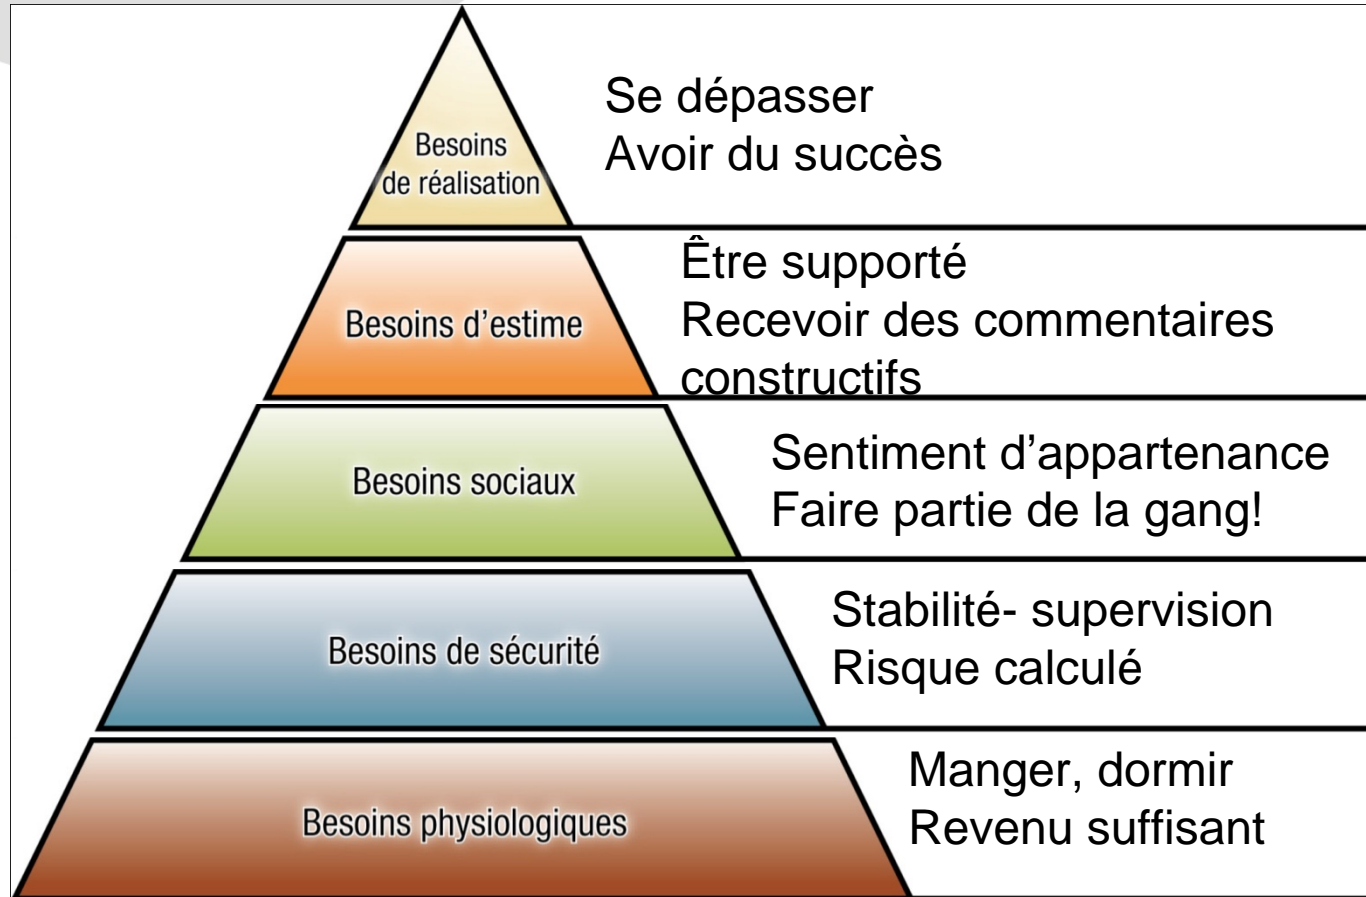 Besoins
de réalisation
Se dépasser
Avoir du succès
Besoins d’estime
Être supporté
Recevoir des commentaires
constructifs
Besoins sociaux
Sentiment d’appartenance
Faire partie de la gang!
Besoins de sécurité
Stabilité- supervision
Risque calculé
Besoins physiologiques
Manger, dormir
Revenu suffisant